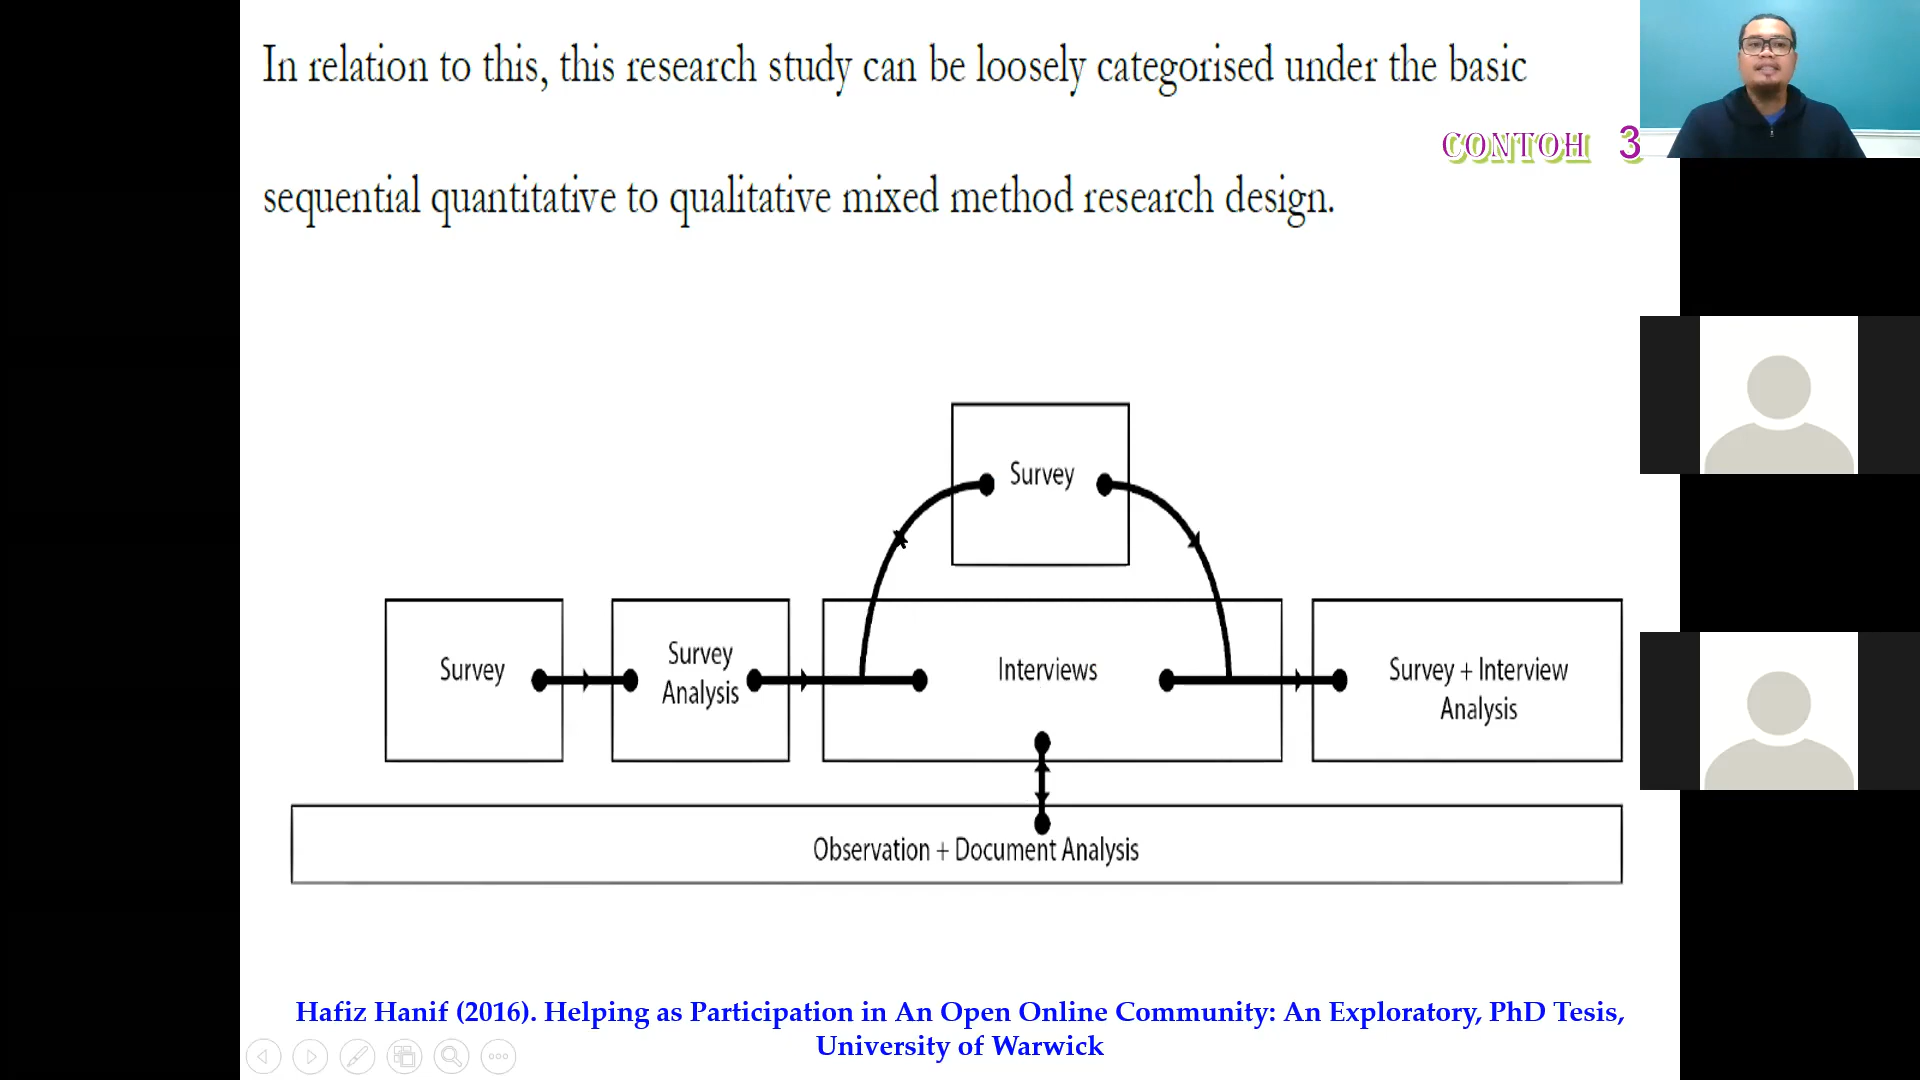 In relation to this, this research study can be loosely categorised under the basic
CONTOH 3
sequential quantitative to qualitative mixed method research design.
Survey
Survey
Survey
Analysis
Interviews
Survey + Interview
Analysis
Observation + Document Analysis
Hafiz Hanif (2016). Helping as Participation in An Open Online Community: An Exploratory, PhD Tesis,
University of Warwick